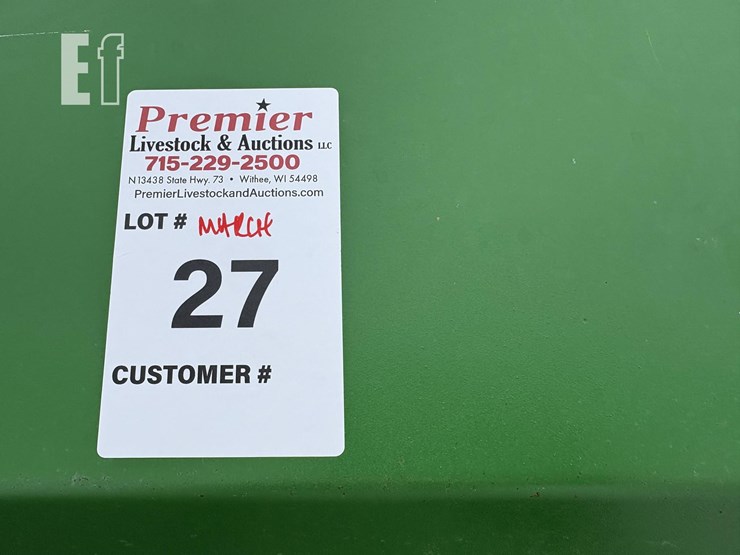 Ef
Premier
Livestock & Auctions LLC
715-229-2500
N13438 State Hwy. 73 • Withee, WI 54498
PremierLivestockandAuctions.com
LOT # MARCH
27
CUSTOMER #